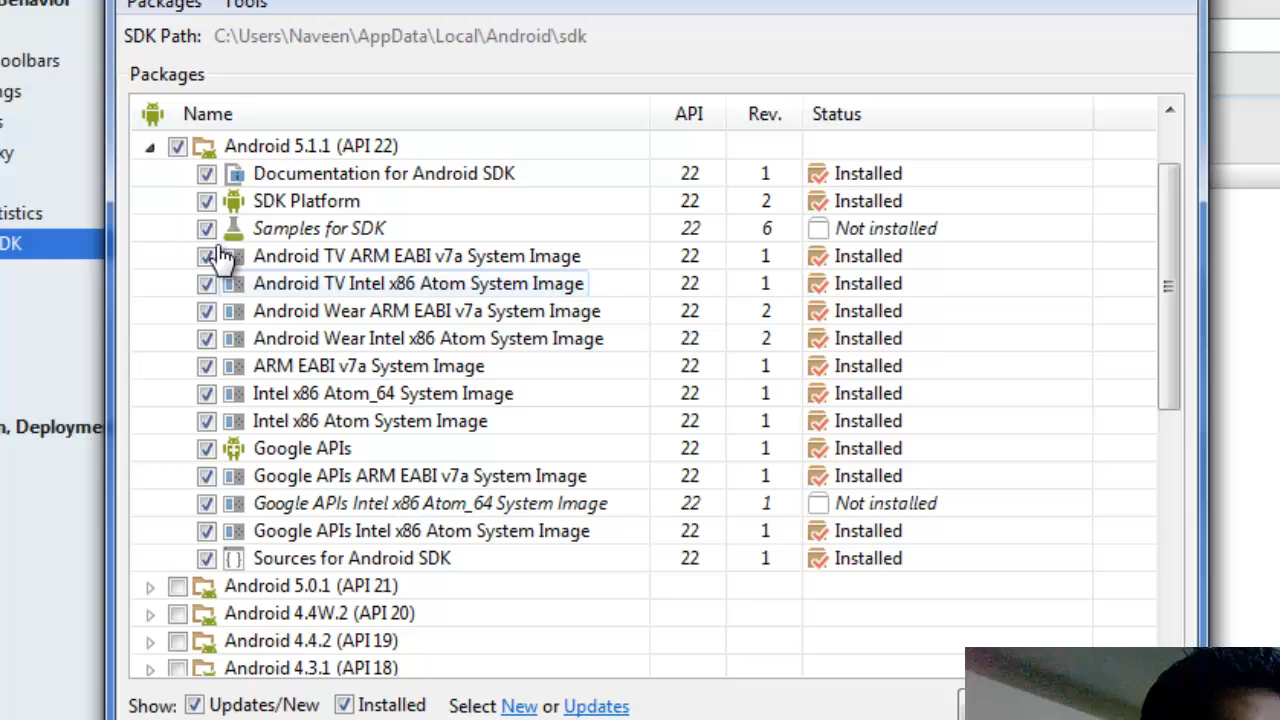 Behavior
Packages Tools
SDK Path: C:\Users\Naveen\AppData\Local\Android\sdk
oolbars
Packages
ngs
Name API Rev. Status
s
Android 5.1.1 (API 22)
xy
Documentation for Android SDK 22 1 Installed
SDK Platform 22 2 Installed
tistics
Samples for SDK 22 6 Not installed
DK
Android TV ARM EABI v7a System Image 22 1 Installed
Android TV Intel x86 Atom System Image 22 1 Installed
Android Wear ARM EABI v7a System Image 22 2 Installed
Android Wear Intel x86 Atom System Image 22 2 Installed
ARM EABI v7a System Image 22 1 Installed
Intel x86 Atom_64 System Image 22 1 Installed
Intel x86 Atom System Image 22 1 Installed
n, Deployme
Google APIs 22 1 Installed
Google APIs ARM EABI v7a System Image 22 1 Installed
Google APIs Intel x86 Atom_64 System Image 22 1 Not installed
Google APIs Intel x86 Atom System Image 22 1 Installed
Sources for Android SDK 22 1 Installed
Android 5.0.1 (API 21)
Android 4.4W.2 (API 20)
Android 4.4.2 (API 19)
Android 4.3.1 (API 18)
Show: Updates/New Installed Select New or Updates